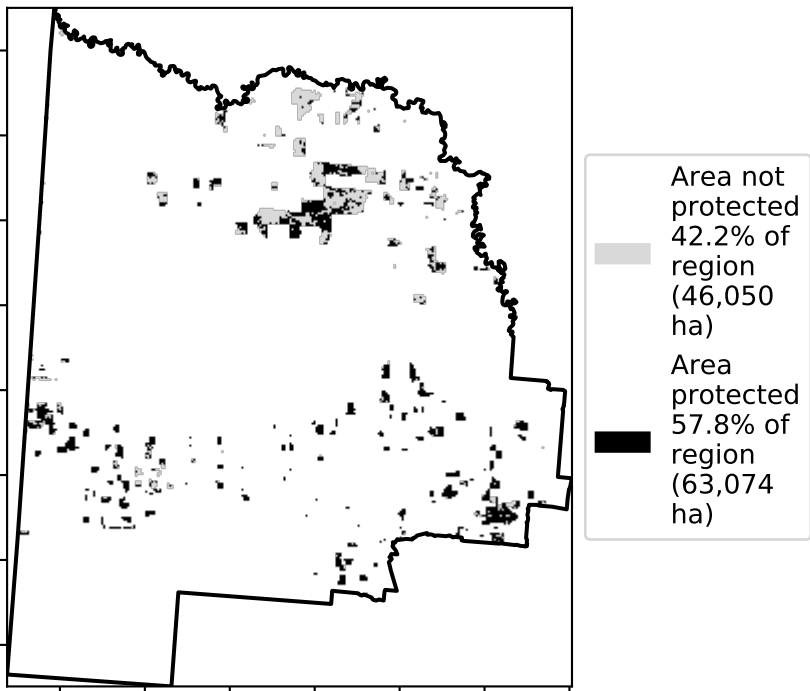 Area not
protected
42.2% of
region
(46,050
ha)
Area
protected
57.8% of
region
(63,074
ha)